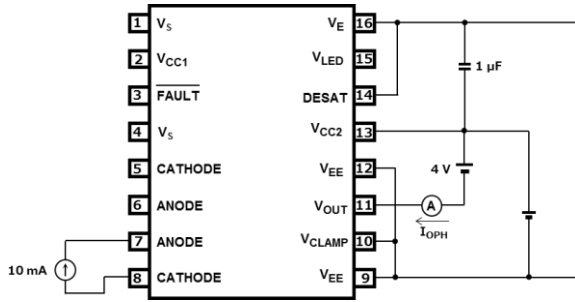 1 VS VE 16
2 VCC1 VLED 15
3 FAULT DESAT 14
4 VS VCC2 13
5 CATHODE VEE 12
6 ANODE VOUT 11
7 ANODE VCLAMP 10
8 CATHODE VEE 9
1 µF
4 V
A
IOPH
10 mA